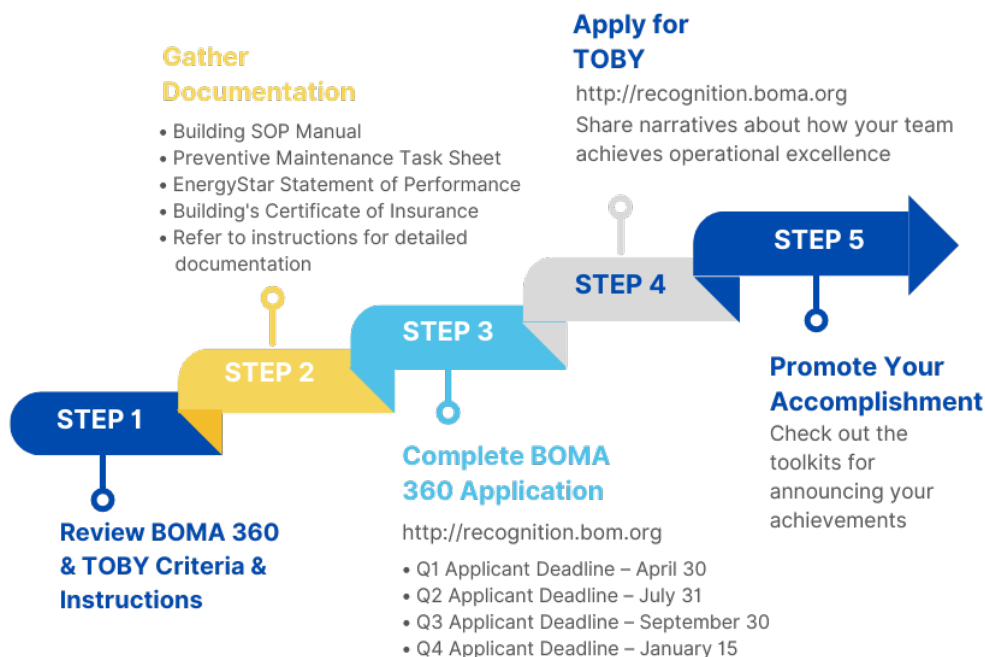 STEP 1
Review BOMA 360
& TOBY Criteria &
Instructions
Gather
Documentation
• Building SOP Manual
• Preventive Maintenance Task Sheet
• EnergyStar Statement of Performance
• Building's Certificate of Insurance
• Refer to instructions for detailed
documentation
STEP 2
STEP 3
Complete BOMA
360 Application
http://recognition.bom.org
• Q1 Applicant Deadline – April 30
• Q2 Applicant Deadline – July 31
• Q3 Applicant Deadline – September 30
• Q4 Applicant Deadline – January 15
Apply for
TOBY
http://recognition.boma.org
Share narratives about how your team
achieves operational excellence
STEP 4
STEP 5
Promote Your
Accomplishment
Check out the
toolkits for
announcing your
achievements